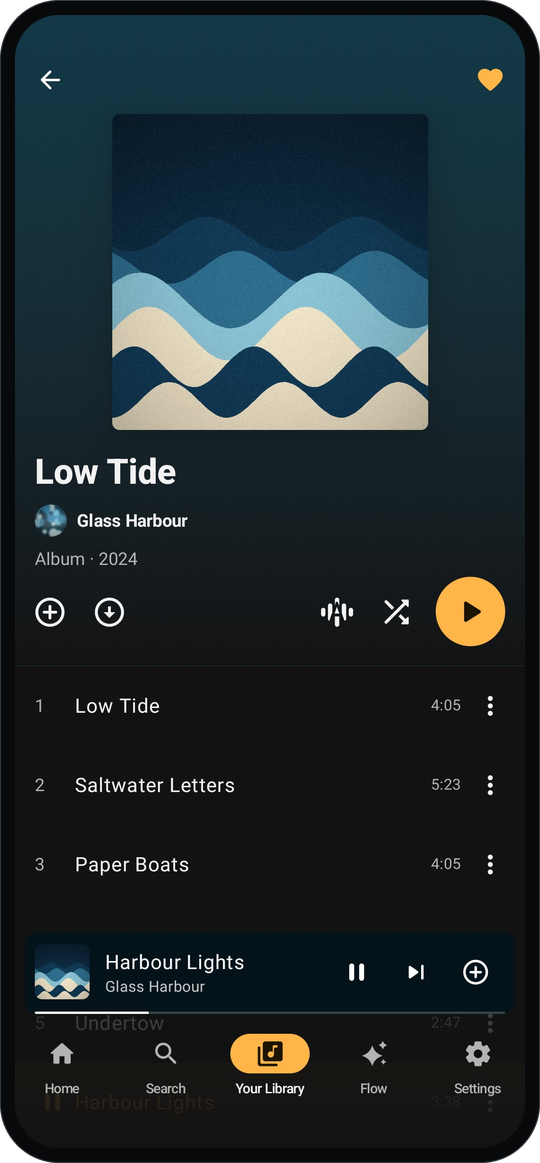 Low Tide
Glass Harbour
Album · 2024
1 Low Tide 4:05
2 Saltwater Letters 5:23
3 Paper Boats 4:05
Harbour Lights
Glass Harbour
5 Undertow 2:47
Home Search Your Library Flow Settings
Harbour Lights 3:38